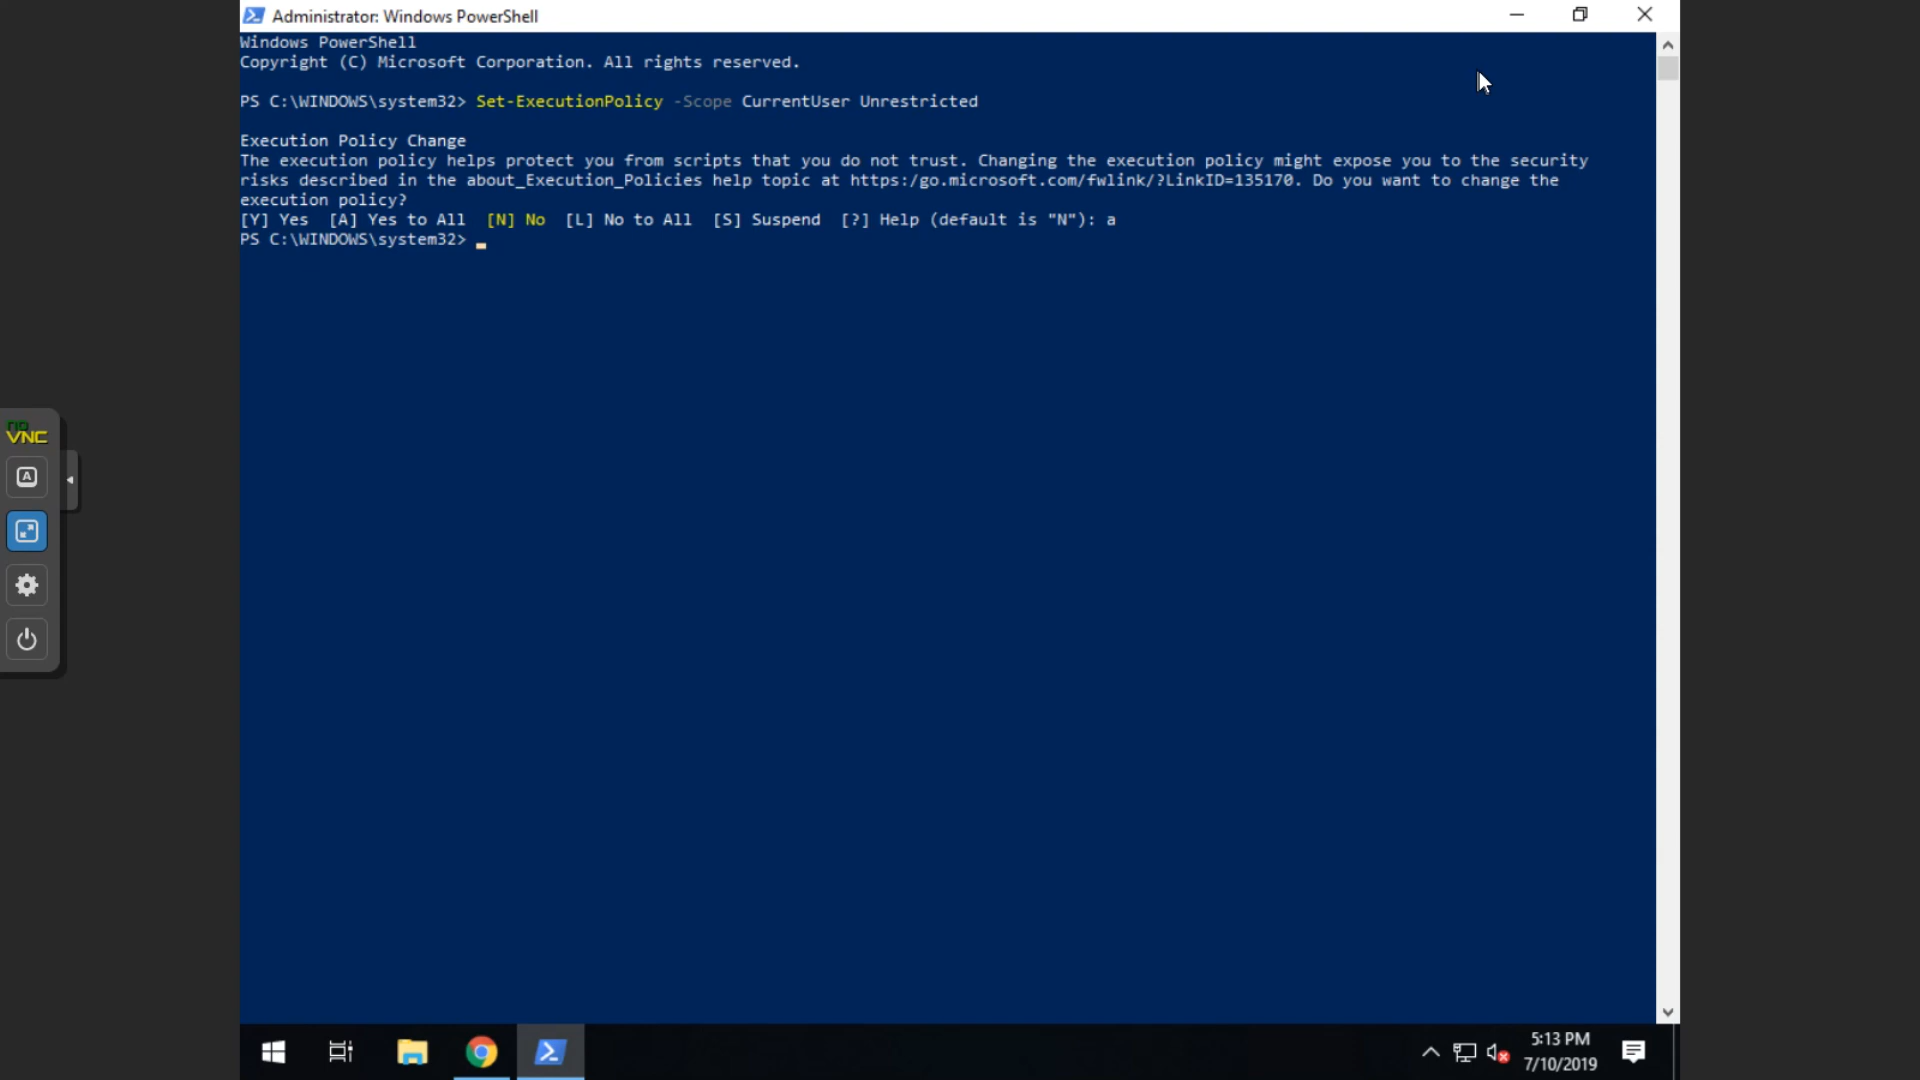 Administrator: Windows PowerShell
Windows PowerShell
Copyright (C) Microsoft Corporation. All rights reserved.
PS C:\WINDOWS\system32> Set-ExecutionPolicy -Scope CurrentUser Unrestricted
Execution Policy Change
The execution policy helps protect you from scripts that you do not trust. Changing the execution policy might expose you to the security
risks described in the about_Execution_Policies help topic at https:/go.microsoft.com/fwlink/?LinkID=135170. Do you want to change the
execution policy?
[Y] Yes  [A] Yes to All  [N] No  [L] No to All  [S] Suspend  [?] Help (default is "N"): a
PS C:\WINDOWS\system32>
no
VNC
A
5:13 PM
7/10/2019